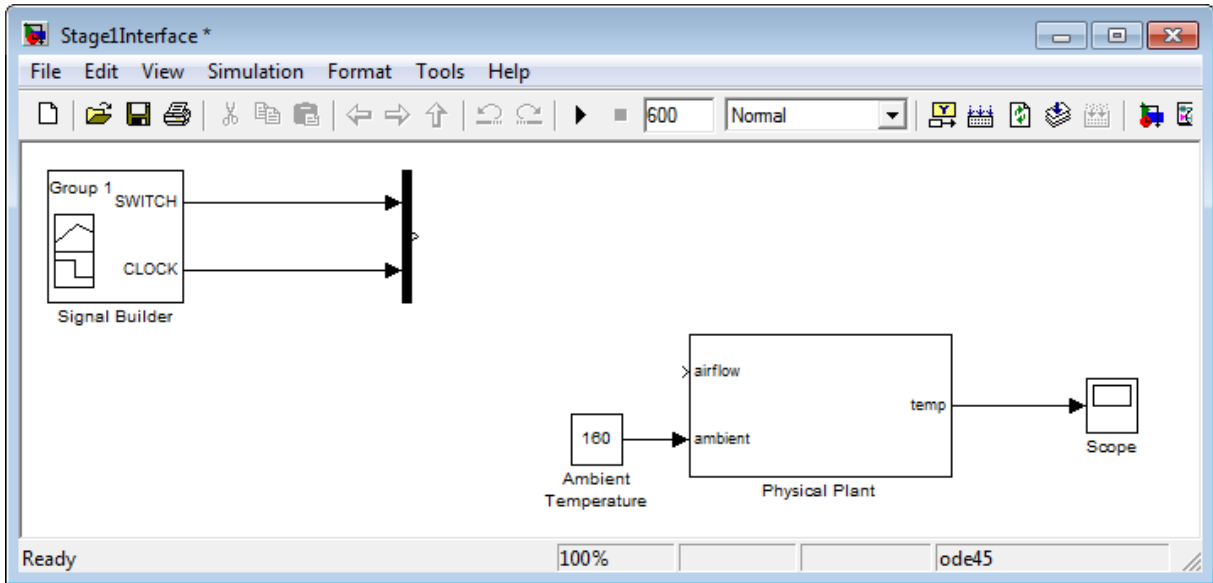 Stage1Interface *
File Edit View Simulation Format Tools Help
600 Normal
Group 1
SWITCH
CLOCK
Signal Builder
airflow
temp
160
ambient
Scope
Ambient
Temperature
Physical Plant
Ready 100% ode45